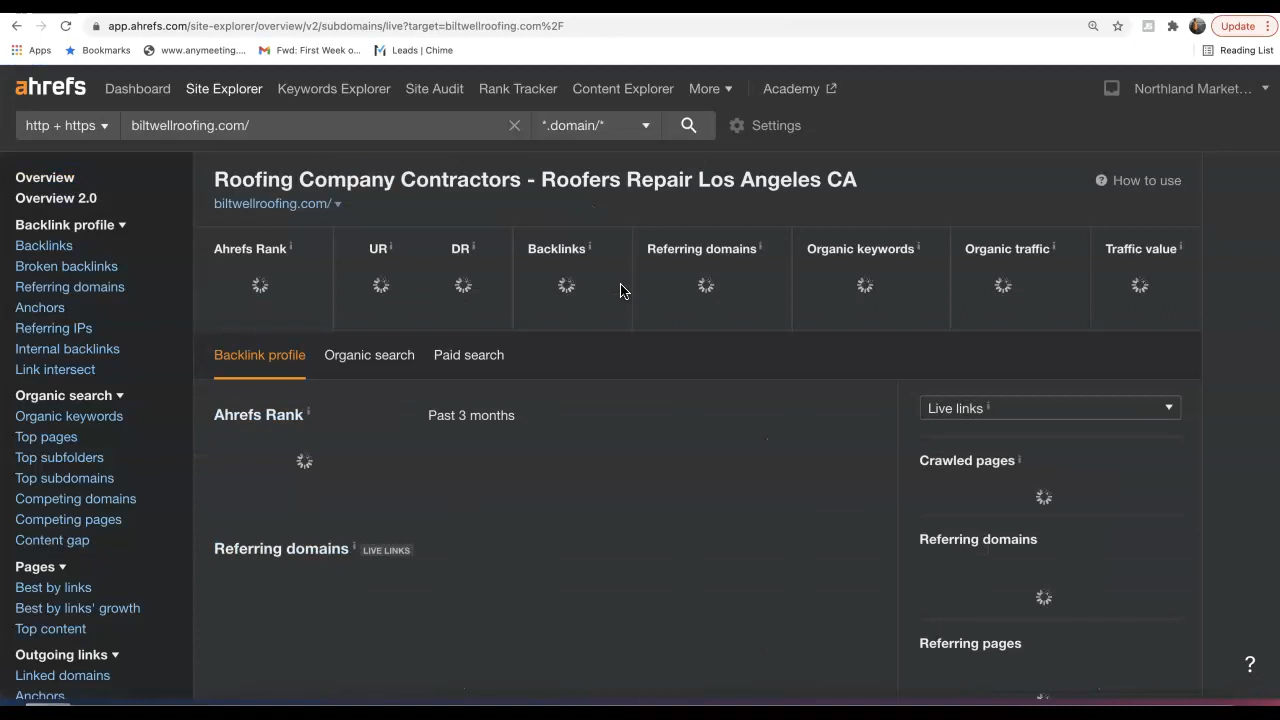 app.ahrefs.com/site-explorer/overview/v2/subdomains/live?target=biltwellroofing.com%2F
Update
Apps
Bookmarks
www.anymeeting....
Fwd: First Week o...
Leads | Chime
Reading List
ahrefs
Dashboard
Site Explorer
Keywords Explorer
Site Audit
Rank Tracker
Content Explorer
More
Academy
Northland Market...
http + https
biltwellroofing.com/
*.domain/*
Settings
Overview
Overview 2.0
Backlink profile
Backlinks
Broken backlinks
Referring domains
Anchors
Referring IPs
Internal backlinks
Link intersect
Organic search
Organic keywords
Top pages
Top subfolders
Top subdomains
Competing domains
Competing pages
Content gap
Pages
Best by links
Best by links' growth
Top content
Outgoing links
Linked domains
Anchors
Roofing Company Contractors - Roofers Repair Los Angeles CA
How to use
biltwellroofing.com/
Ahrefs Rank
UR
DR
Backlinks
Referring domains
Organic keywords
Organic traffic
Traffic value
Backlink profile
Organic search
Paid search
Ahrefs Rank
Past 3 months
Referring domains LIVE LINKS
Live links
Crawled pages
Referring domains
Referring pages
?